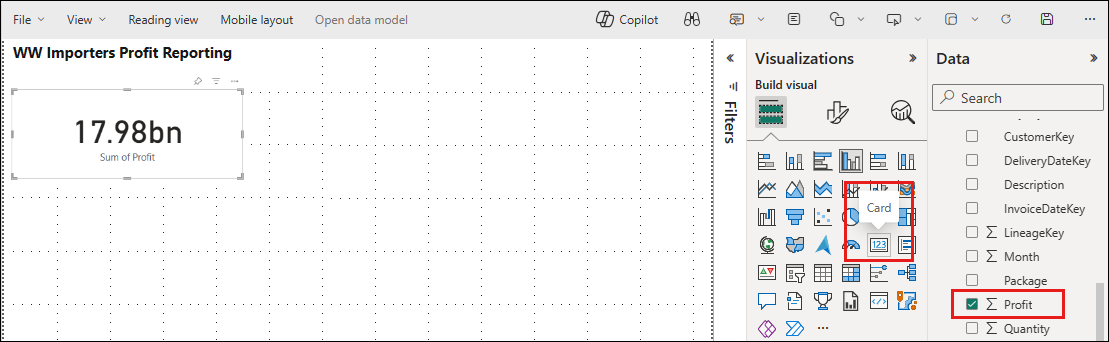 File View Reading view Mobile layout Open data model Copilot
WW Importers Profit Reporting
17.98bn
Sum of Profit
Filters
Visualizations
Build visual
Card
123
Data
Search
CustomerKey
DeliveryDateKey
Description
InvoiceDateKey
Σ LineageKey
Σ Month
Package
Σ Profit
Σ Quantity